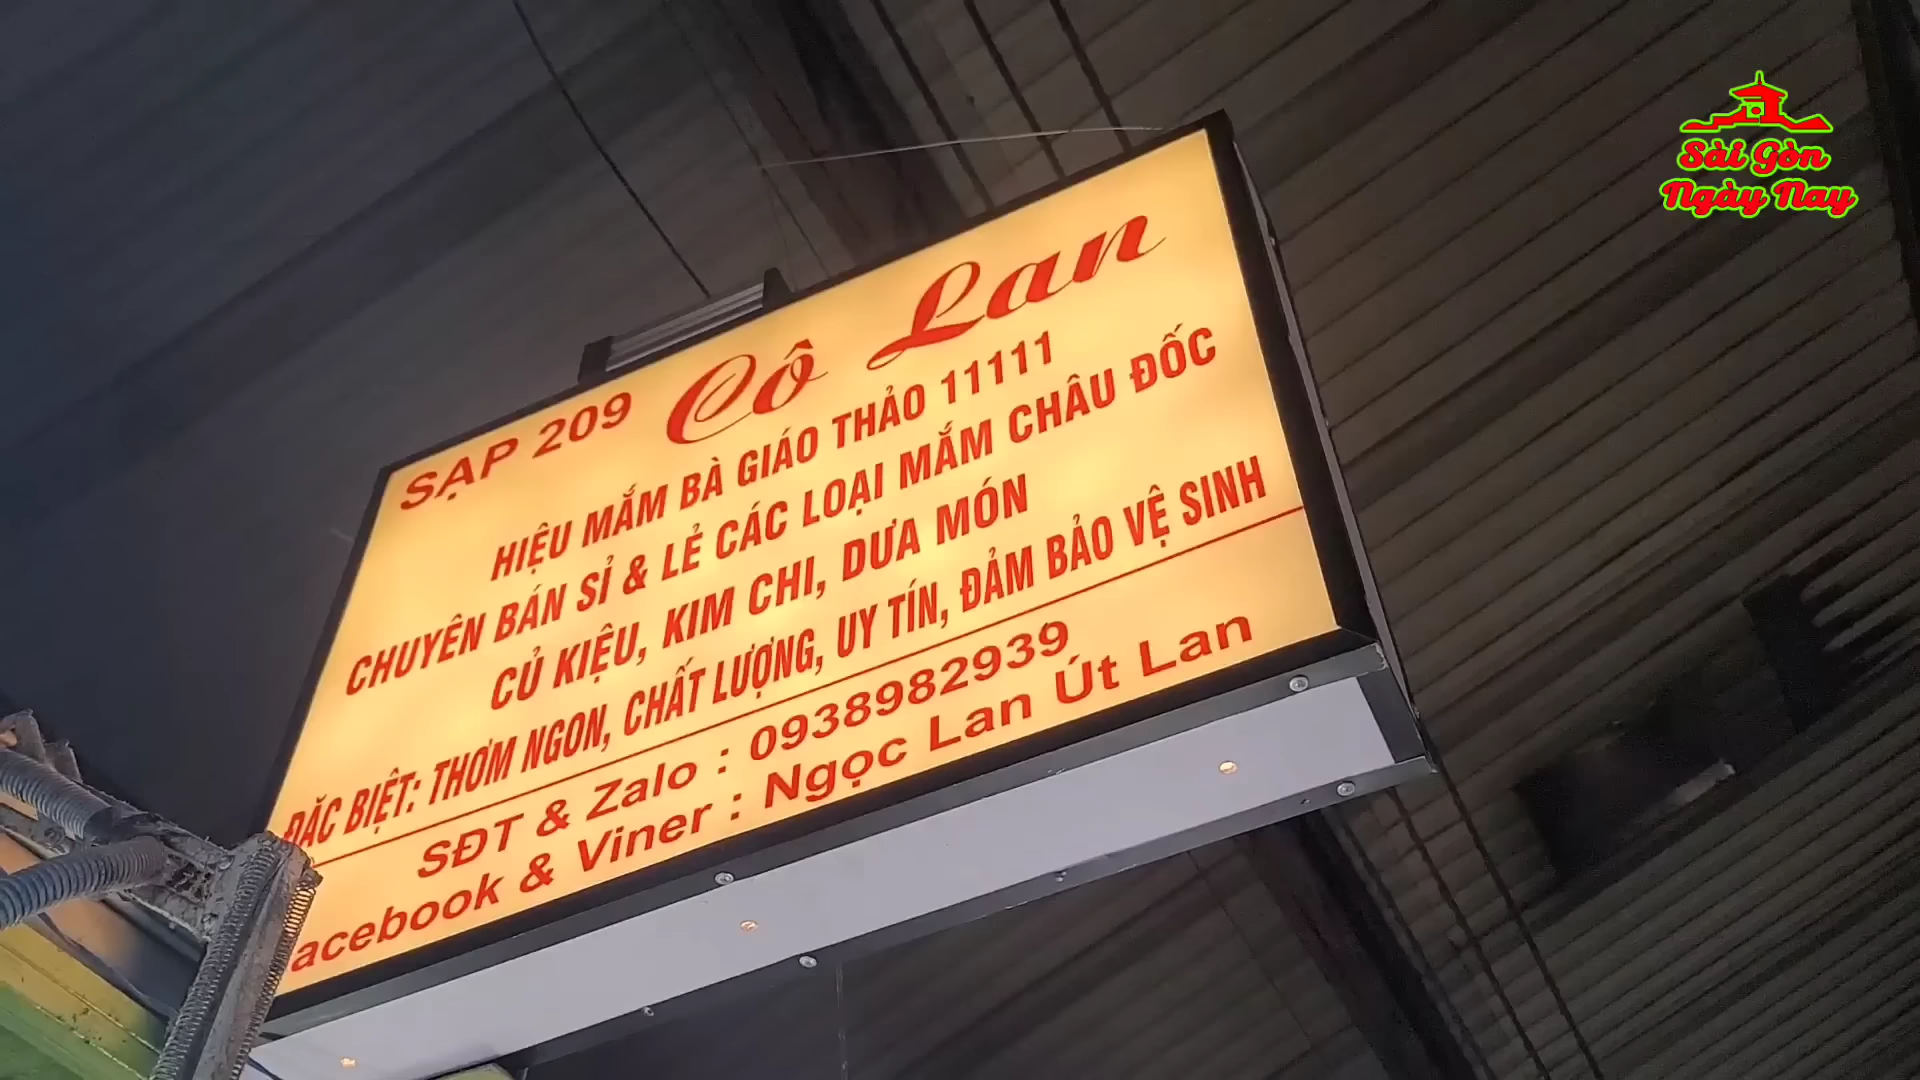 SẠP 209 Cô Lan
HIỆU MẮM BÀ GIÁO THẢO 11111
CHUYÊN BÁN SỈ & LẺ CÁC LOẠI MẮM CHÂU ĐỐC
CỦ KIỆU, KIM CHI, DƯA MÓN
ĐẶC BIỆT: THƠM NGON, CHẤT LƯỢNG, UY TÍN, ĐẢM BẢO VỆ SINH
SĐT & Zalo : 0938982939
acebook & Viner : Ngọc Lan Út Lan
Sài Gòn
Ngày Nay